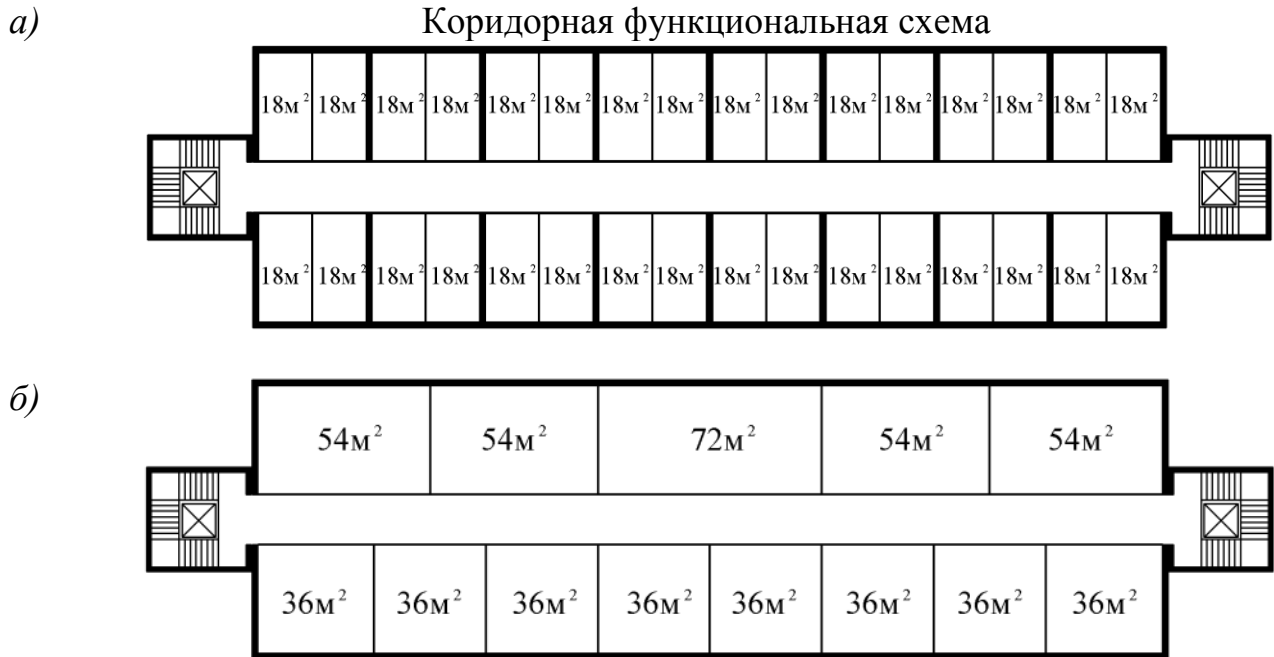 а) Коридорная функциональная схема
18м² 18м² 18м² 18м² 18м² 18м² 18м² 18м² 18м² 18м² 18м² 18м² 18м² 18м² 18м² 18м²
18м² 18м² 18м² 18м² 18м² 18м² 18м² 18м² 18м² 18м² 18м² 18м² 18м² 18м² 18м² 18м²
б)
54м² 54м² 72м² 54м² 54м²
36м² 36м² 36м² 36м² 36м² 36м² 36м² 36м²